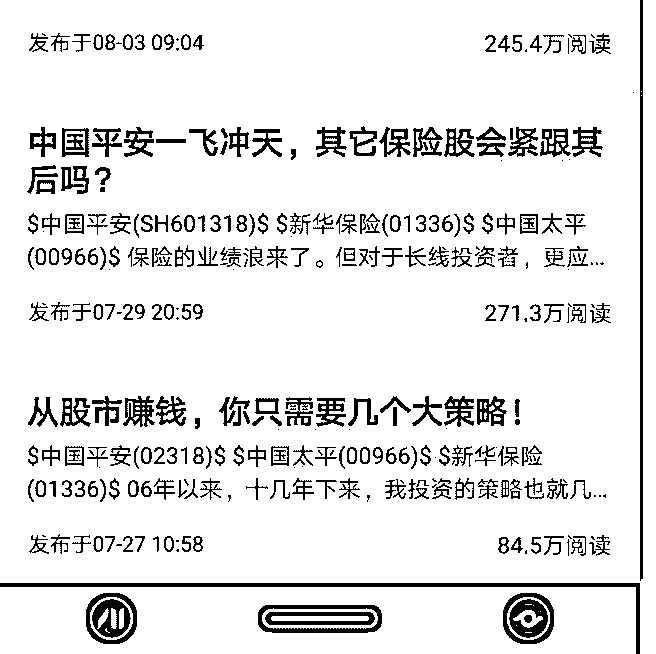 发布于08-03 09:04 245.4万阅读
中国平安一飞冲天，其它保险股会紧跟其
后吗？
$中国平安(SH601318)$ $新华保险(01336)$ $中国太平
(00966)$ 保险的业绩浪来了。但对于长线投资者，更应...
发布于07-29 20:59 271.3万阅读
从股市赚钱，你只需要几个大策略！
$中国平安(02318)$ $中国太平(00966)$ $新华保险
(01336)$ 06年以来，十几年下来，我投资的策略也就几...
发布于07-27 10:58 84.5万阅读